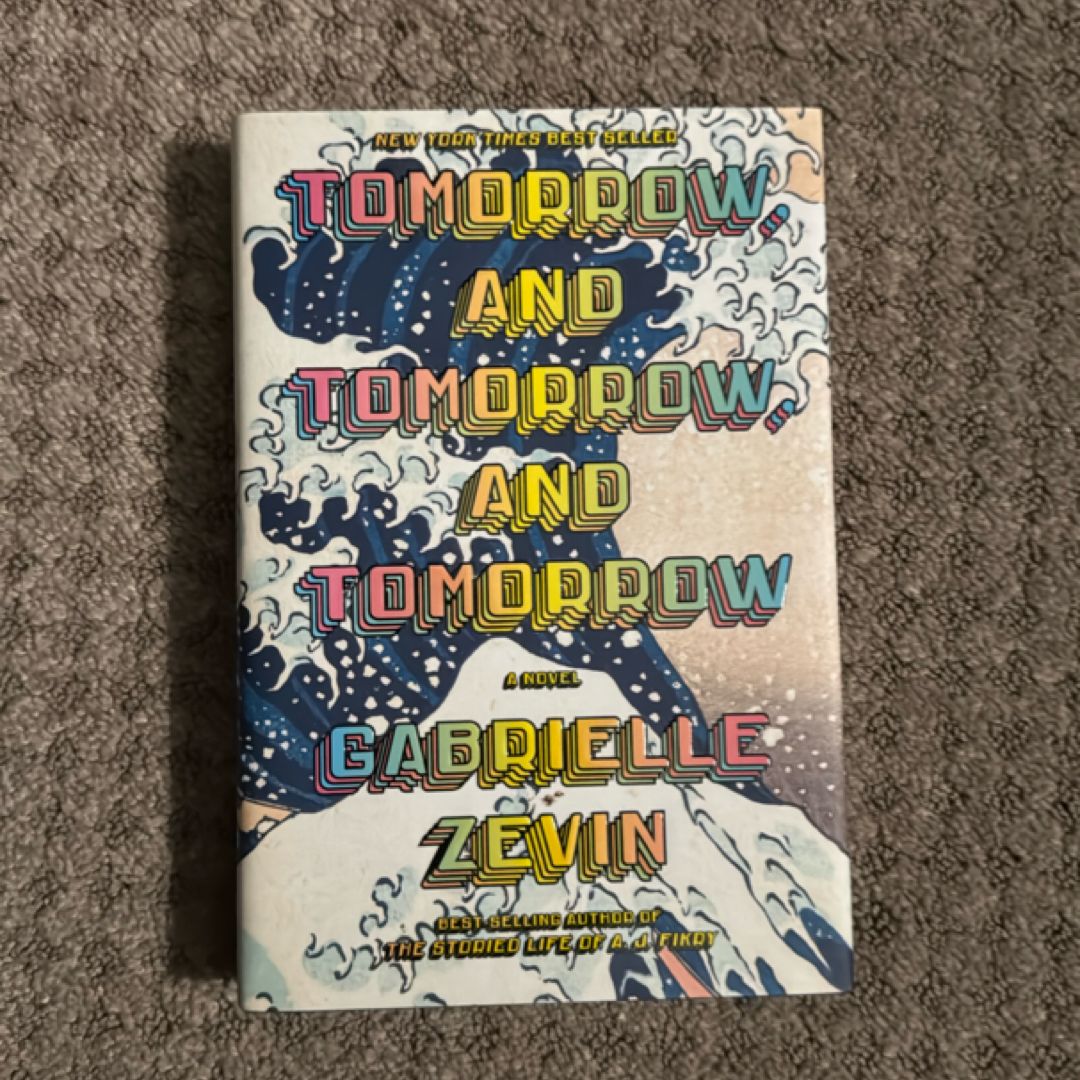 NEW YORK TIMES BEST SELLER
TOMORROW,
AND
TOMORROW,
AND
TOMORROW
A NOVEL
GABRIELLE
ZEVIN
BEST-SELLING AUTHOR OF
THE STORIED LIFE OF A. J. FIKRY